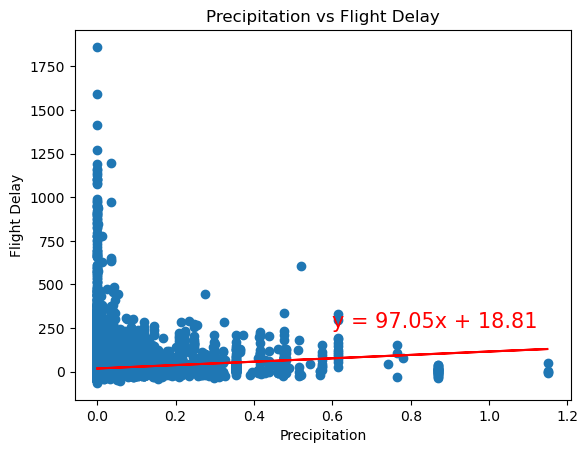 Precipitation vs Flight Delay
1750
1500
1250
1000
750
500
250
0
Flight Delay
y = 97.05x + 18.81
0.0 0.2 0.4 0.6 0.8 1.0 1.2
Precipitation